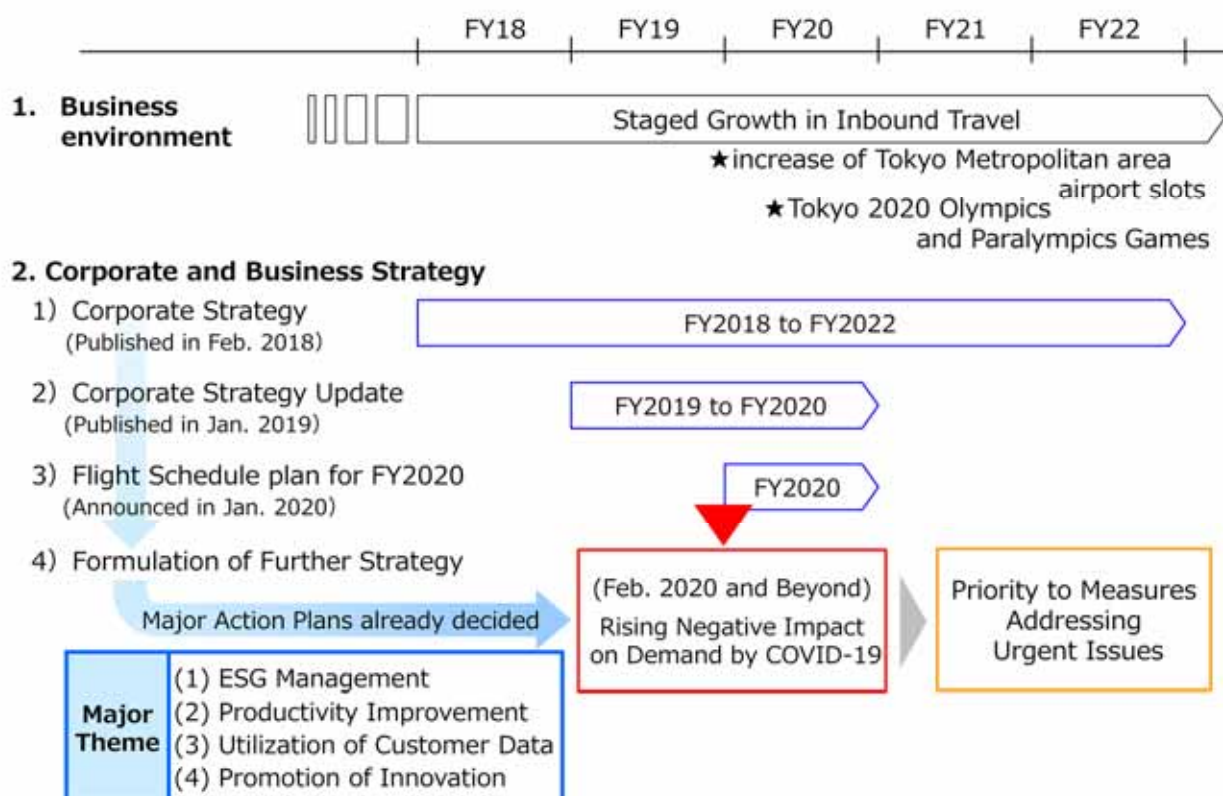 FY18 FY19 FY20 FY21 FY22
1. Business
environment
Staged Growth in Inbound Travel
★increase of Tokyo Metropolitan area
airport slots
★Tokyo 2020 Olympics
and Paralympics Games
2. Corporate and Business Strategy
1) Corporate Strategy
(Published in Feb. 2018)
FY2018 to FY2022
2) Corporate Strategy Update
(Published in Jan. 2019)
FY2019 to FY2020
3) Flight Schedule plan for FY2020
(Announced in Jan. 2020)
FY2020
4) Formulation of Further Strategy
Major Action Plans already decided
(Feb. 2020 and Beyond)
Rising Negative Impact
on Demand by COVID-19
Priority to Measures
Addressing
Urgent Issues
Major
Theme
(1) ESG Management
(2) Productivity Improvement
(3) Utilization of Customer Data
(4) Promotion of Innovation